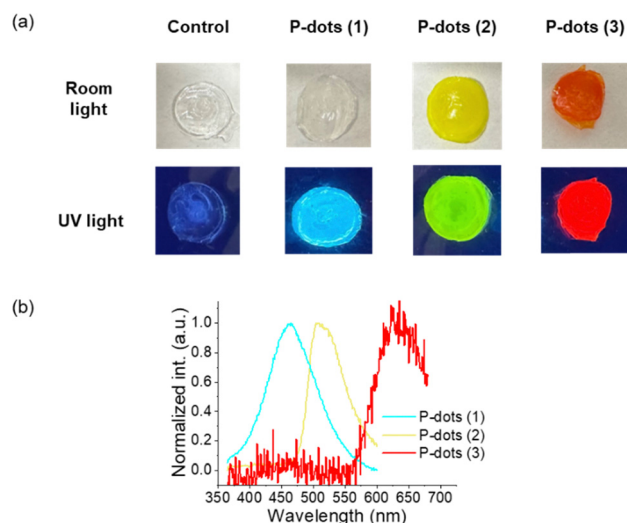 (a)
Control P-dots (1) P-dots (2) P-dots (3)
Room
light
UV light
(b)
Normalized int. (a.u.)
1.0
0.8
0.6
0.4
0.2
0.0
P-dots (1)
P-dots (2)
P-dots (3)
350 400 450 500 550 600 650 700
Wavelength (nm)